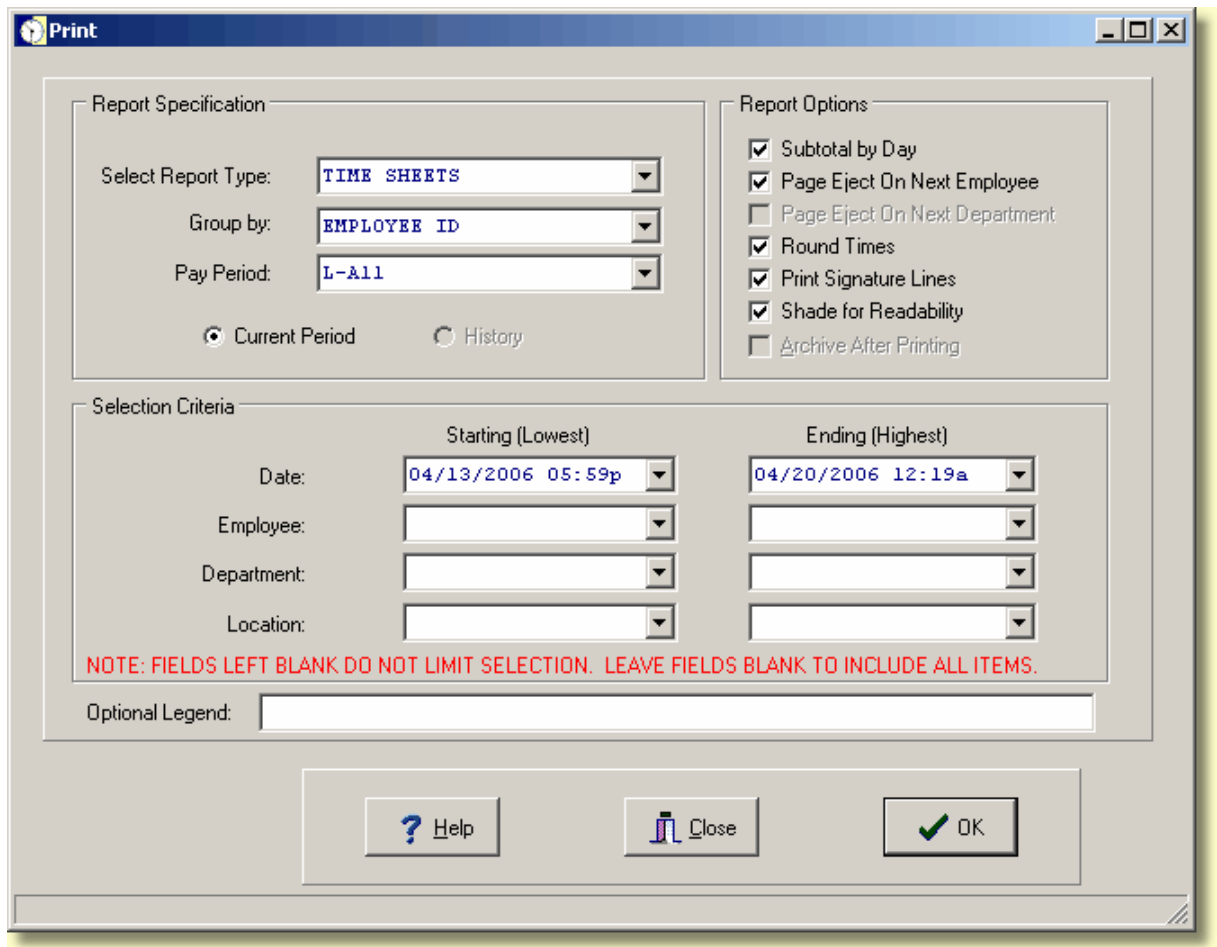 Print
Report Specification
Select Report Type: TIME SHEETS
Group by: EMPLOYEE ID
Pay Period: L-All
Current Period History
Report Options
Subtotal by Day
Page Eject On Next Employee
Page Eject On Next Department
Round Times
Print Signature Lines
Shade for Readability
Archive After Printing
Selection Criteria
Starting (Lowest) Ending (Highest)
Date: 04/13/2006 05:59p 04/20/2006 12:19a
Employee:
Department:
Location:
NOTE: FIELDS LEFT BLANK DO NOT LIMIT SELECTION. LEAVE FIELDS BLANK TO INCLUDE ALL ITEMS.
Optional Legend:
? Help Close OK